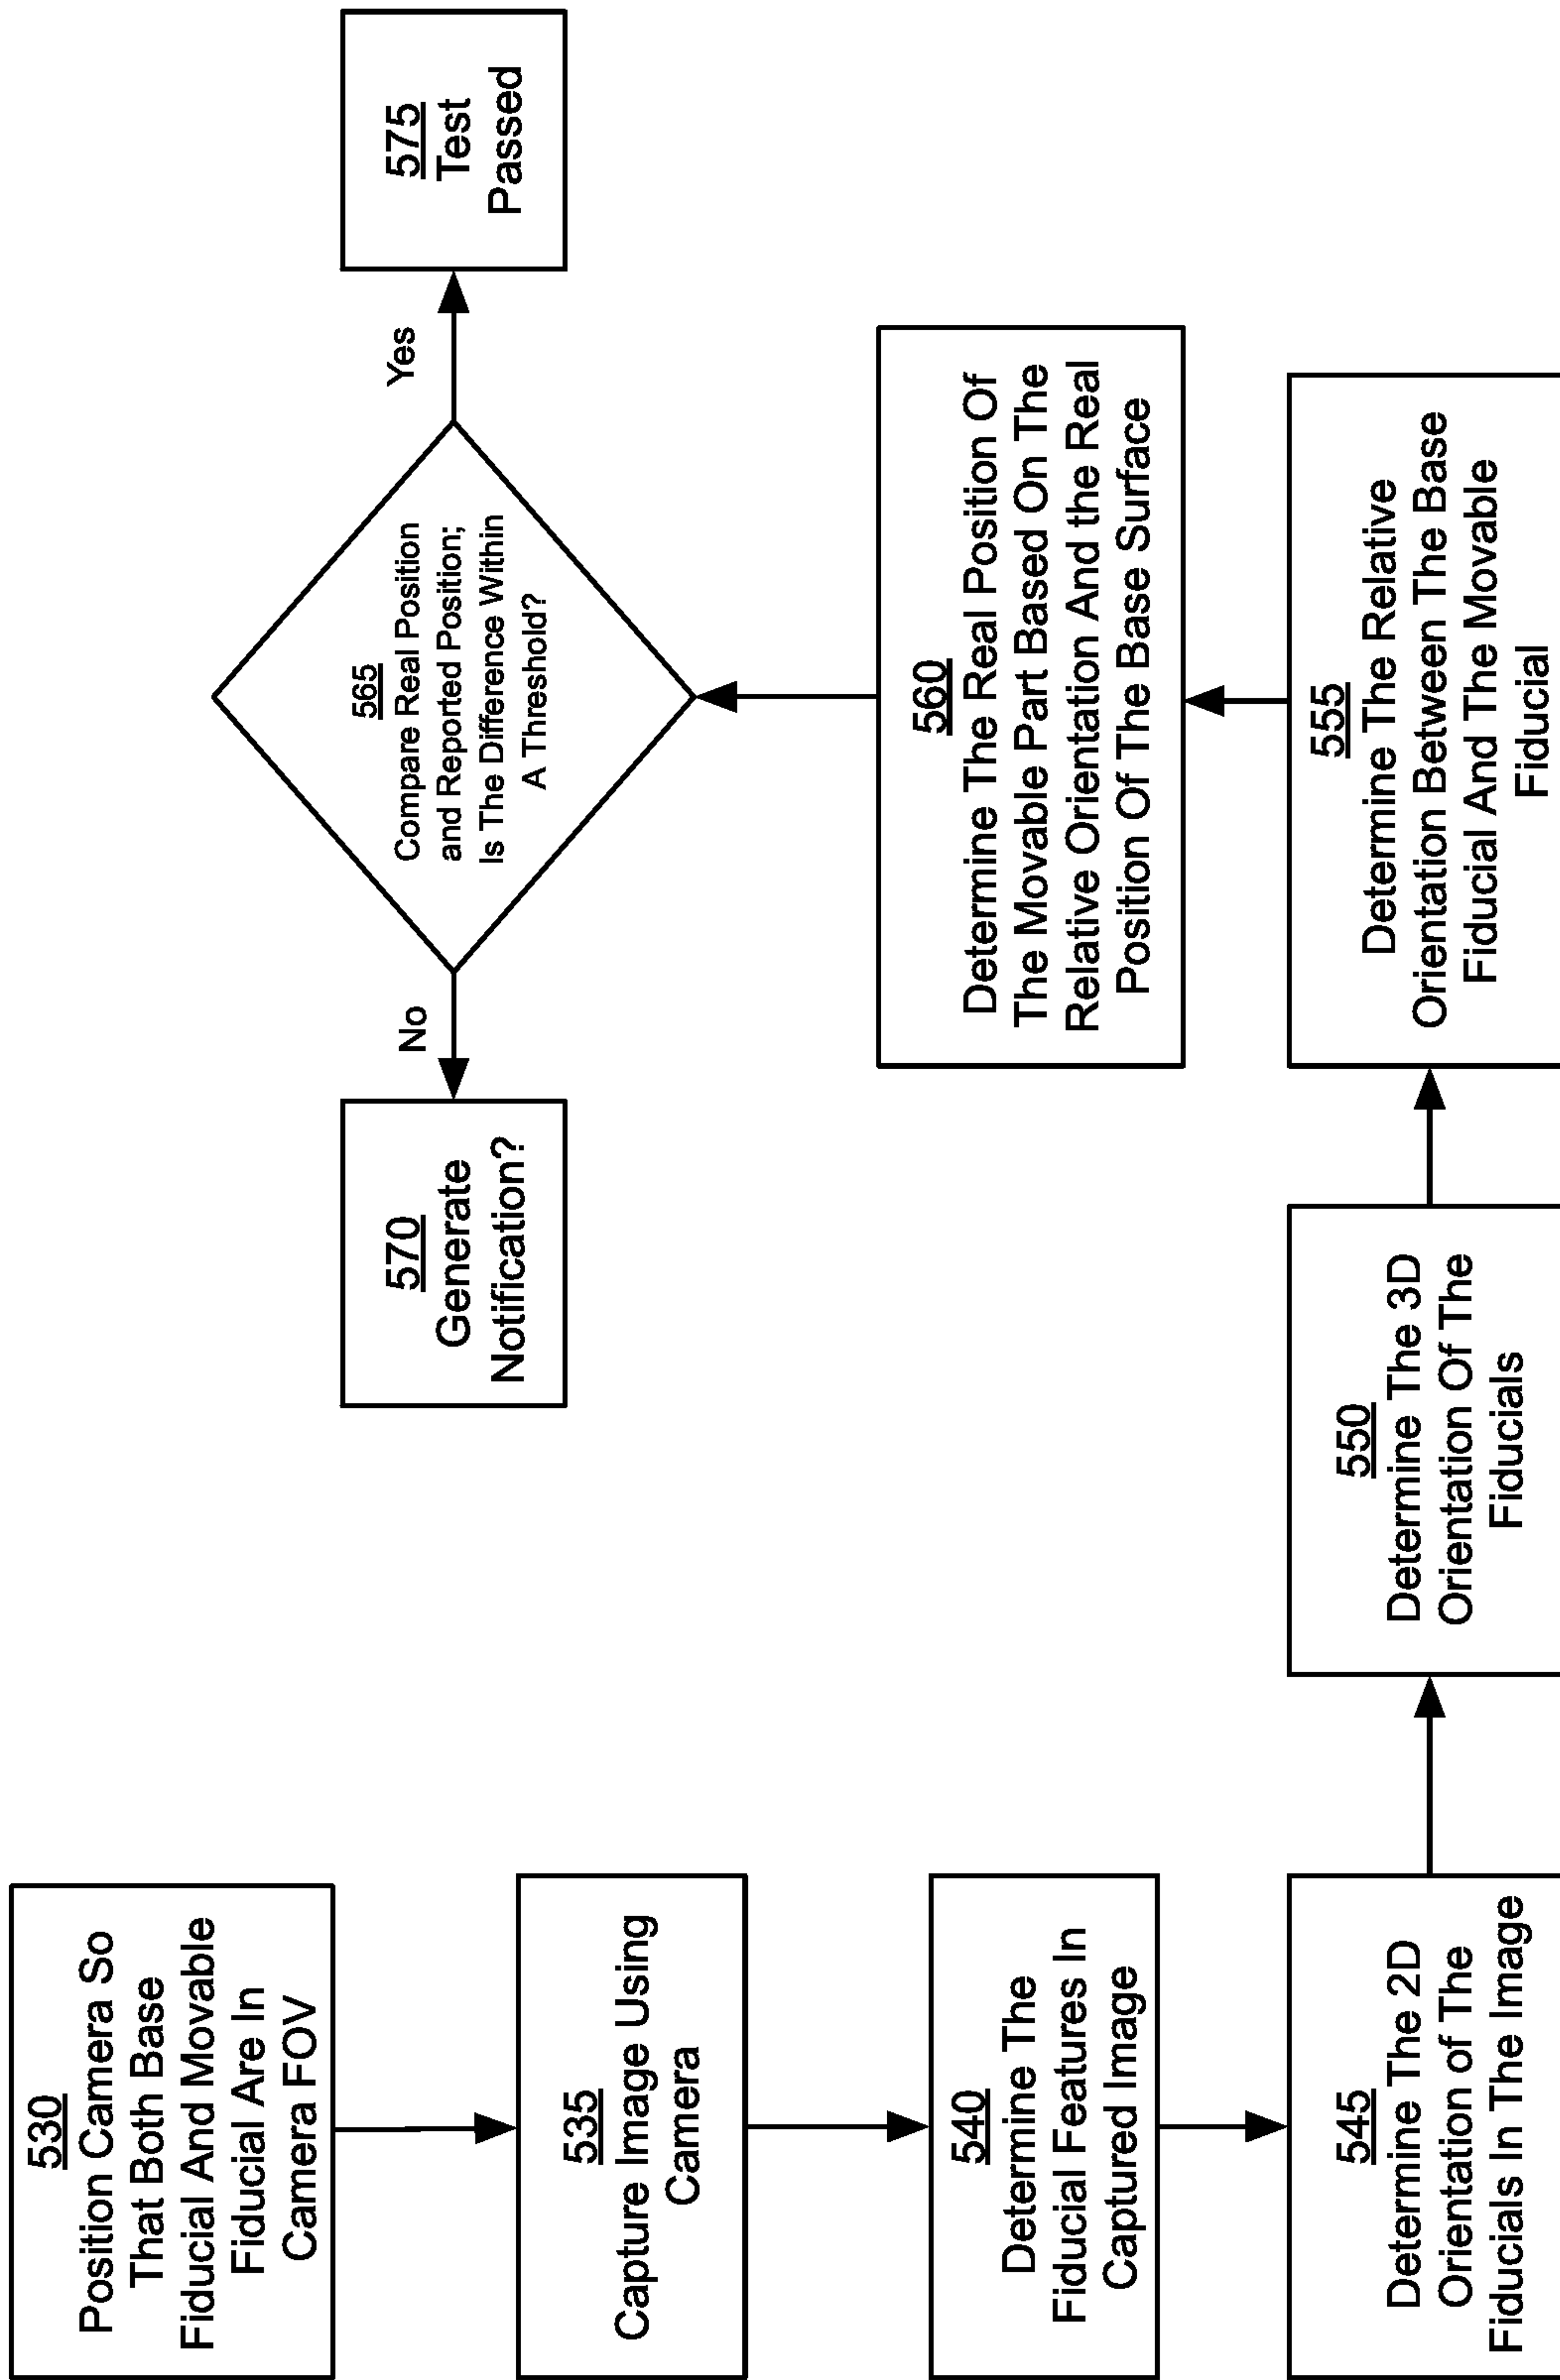 530
Position Camera So
That Both Base
Fiducial And Movable
Fiducial Are In
Camera FOV
535
Capture Image Using
Camera
540
Determine The
Fiducial Features In
Captured Image
545
Determine The 2D
Orientation of The
Fiducials In The Image
550
Determine The 3D
Orientation Of The
Fiducials
555
Determine The Relative
Orientation Between The Base
Fiducial And The Movable
Fiducial
560
Determine The Real Position Of
The Movable Part Based On The
Relative Orientation And the Real
Position Of The Base Surface
565
Compare Real Position
and Reported Position;
Is The Difference Within
A Threshold?
No
570
Generate
Notification?
Yes
575
Test
Passed